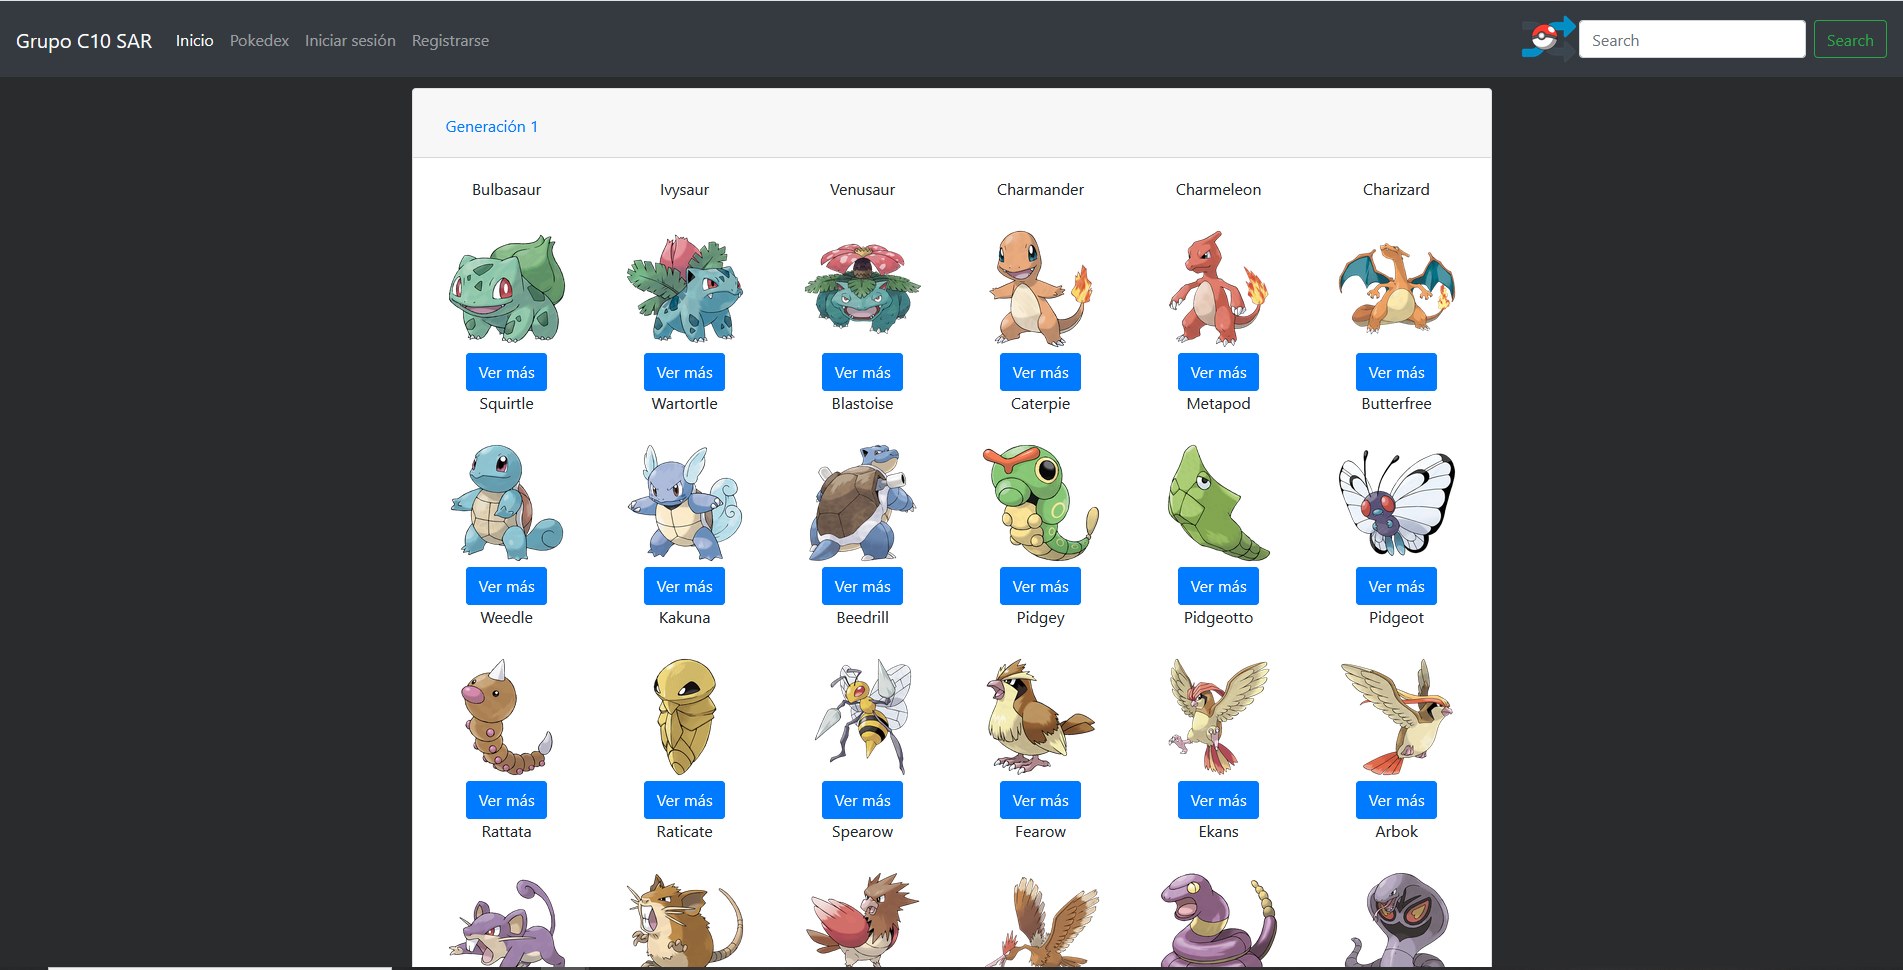 Grupo C10 SAR Inicio Pokedex Iniciar sesión Registrarse Search Search
Generación 1
Bulbasaur Ivysaur Venusaur Charmander Charmeleon Charizard
Ver más Ver más Ver más Ver más Ver más Ver más
Squirtle Wartortle Blastoise Caterpie Metapod Butterfree
Ver más Ver más Ver más Ver más Ver más Ver más
Weedle Kakuna Beedrill Pidgey Pidgeotto Pidgeot
Ver más Ver más Ver más Ver más Ver más Ver más
Rattata Raticate Spearow Fearow Ekans Arbok